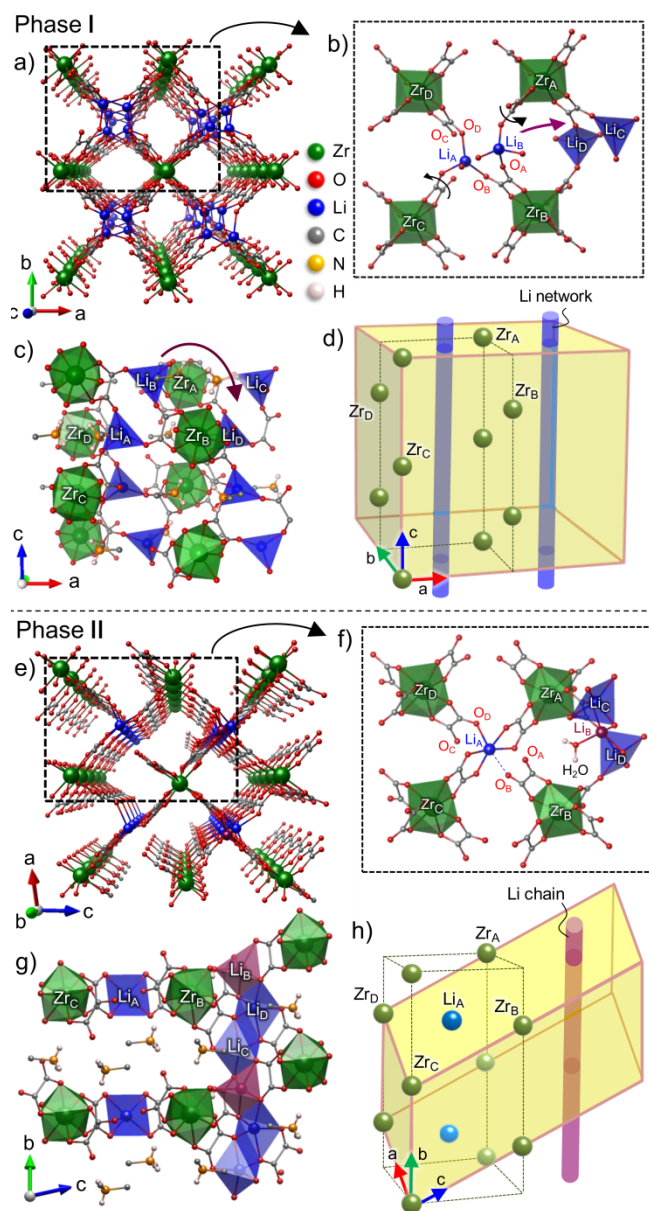 Phase I
a)
Zr
O
Li
C
N
H
b
c
a
b)
Zr_D
Zr_A
O_C
O_D
Li_A
Li_B
O_A
O_B
Li_D
Li_C
Zr_C
Zr_B
Li network
c)
Li_B
Zr_A
Li_C
Zr_D
Li_A
Zr_B
Li_D
Zr_C
c
a
d)
Zr_A
Zr_B
Zr_D
Zr_C
c
b
a
Phase II
e)
a
b
c
f)
Zr_D
Zr_A
Li_C
O_D
Li_A
Li_B
O_C
O_A
O_B
H₂O
Li_D
Zr_C
Zr_B
Li chain
g)
Zr_C
Li_A
Zr_B
Li_B
Li_D
Li_C
b
c
h)
Zr_A
Zr_D
Li_A
Zr_B
Zr_C
a
b
c